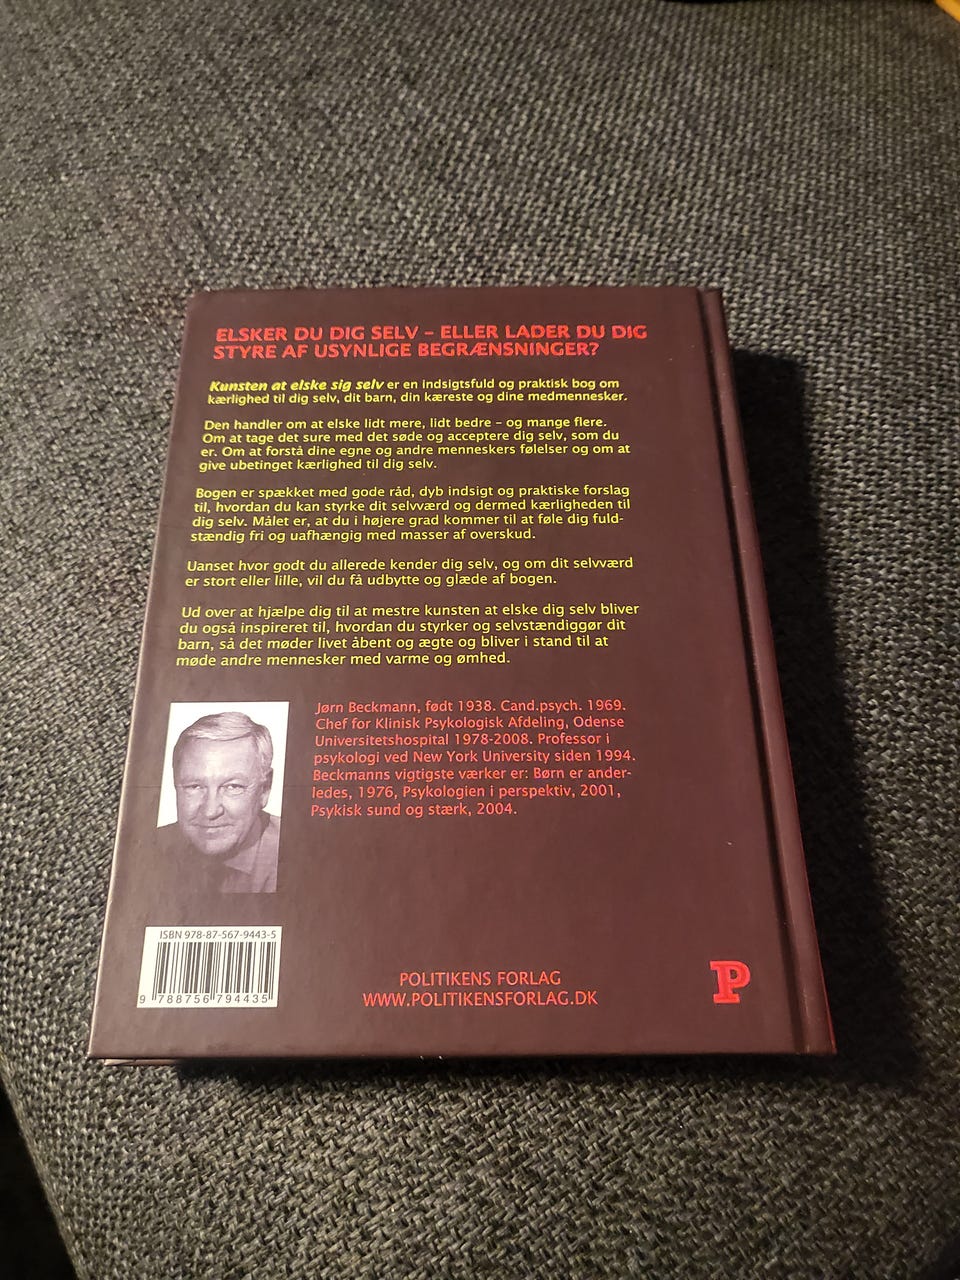 ELSKER DU DIG SELV – ELLER LADER DU DIG
STYRE AF USYNLIGE BEGRÆNSNINGER?
Kunsten at elske sig selv er en indsigtsfuld og praktisk bog om
kærlighed til dig selv, dit barn, din kæreste og dine medmennesker.
Den handler om at elske lidt mere, lidt bedre – og mange flere.
Om at tage det sure med det søde og acceptere dig selv, som du
er. Om at forstå dine egne og andre menneskers følelser og om at
give ubetinget kærlighed til dig selv.
Bogen er spækket med gode råd, dyb indsigt og praktiske forslag
til, hvordan du kan styrke dit selvværd og dermed kærligheden til
dig selv. Målet er, at du i højere grad kommer til at føle dig fuld-
stændig fri og uafhængig med masser af overskud.
Uanset hvor godt du allerede kender dig selv, og om dit selvværd
er stort eller lille, vil du få udbytte og glæde af bogen.
Ud over at hjælpe dig til at mestre kunsten at elske dig selv bliver
du også inspireret til, hvordan du styrker og selvstændiggør dit
barn, så det møder livet åbent og ægte og bliver i stand til at
møde andre mennesker med varme og ømhed.
Jørn Beckmann, født 1938. Cand.psych. 1969.
Chef for Klinisk Psykologisk Afdeling, Odense
Universitetshospital 1978-2008. Professor i
psykologi ved New York University siden 1994.
Beckmanns vigtigste værker er: Børn er ander-
ledes, 1976, Psykologien i perspektiv, 2001,
Psykisk sund og stærk, 2004.
ISBN 978-87-567-9443-5
9 788756 794435
POLITIKENS FORLAG
WWW.POLITIKENSFORLAG.DK
P